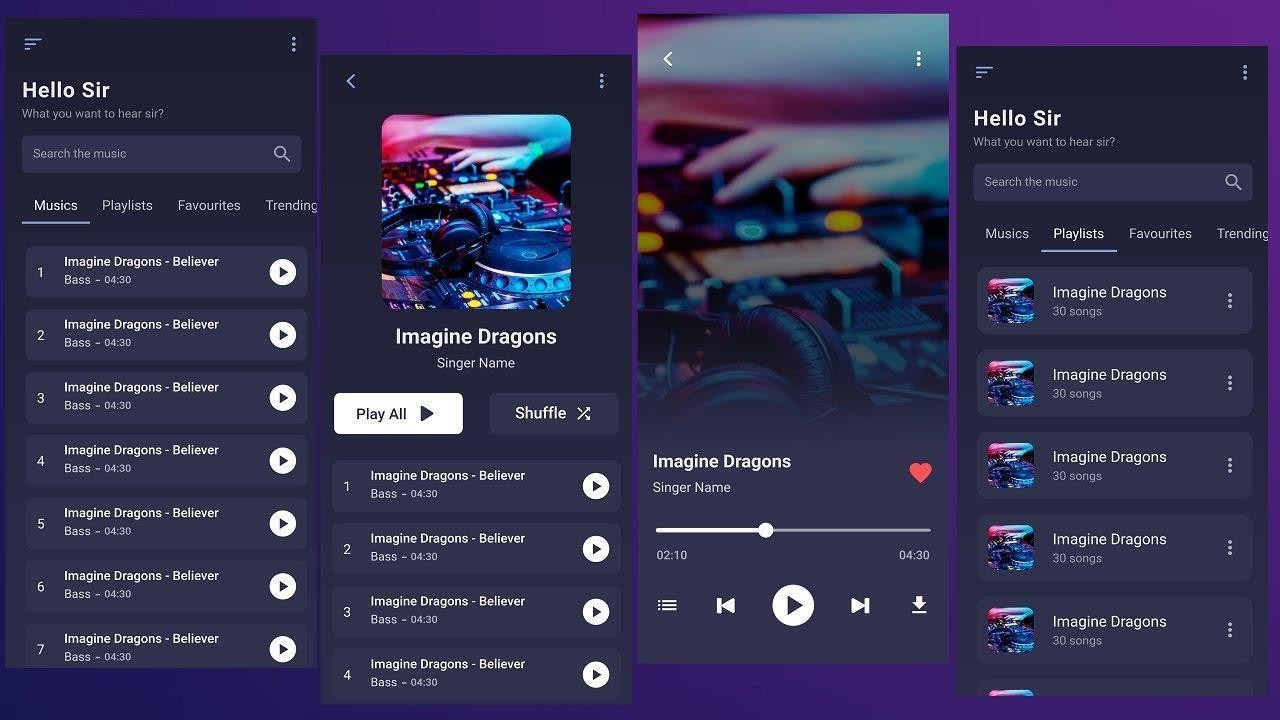 Hello Sir
What you want to hear sir?
Search the music
Musics Playlists Favourites Trending
1 Imagine Dragons - Believer
Bass - 04:30
2 Imagine Dragons - Believer
Bass - 04:30
3 Imagine Dragons - Believer
Bass - 04:30
4 Imagine Dragons - Believer
Bass - 04:30
5 Imagine Dragons - Believer
Bass - 04:30
6 Imagine Dragons - Believer
Bass - 04:30
7 Imagine Dragons - Believer
Bass - 04:30
Imagine Dragons
Singer Name
Play All Shuffle
1 Imagine Dragons - Believer
Bass - 04:30
2 Imagine Dragons - Believer
Bass - 04:30
3 Imagine Dragons - Believer
Bass - 04:30
4 Imagine Dragons - Believer
Bass - 04:30
Imagine Dragons
Singer Name
02:10 04:30
Hello Sir
What you want to hear sir?
Search the music
Musics Playlists Favourites Trending
Imagine Dragons
30 songs
Imagine Dragons
30 songs
Imagine Dragons
30 songs
Imagine Dragons
30 songs
Imagine Dragons
30 songs